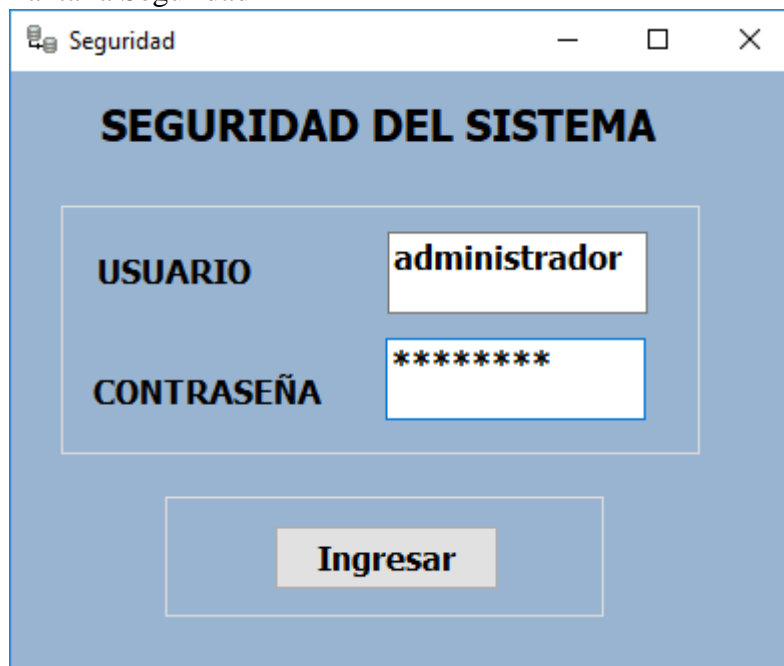 Seguridad
SEGURIDAD DEL SISTEMA
USUARIO
administrador
CONTRASEÑA
********
Ingresar